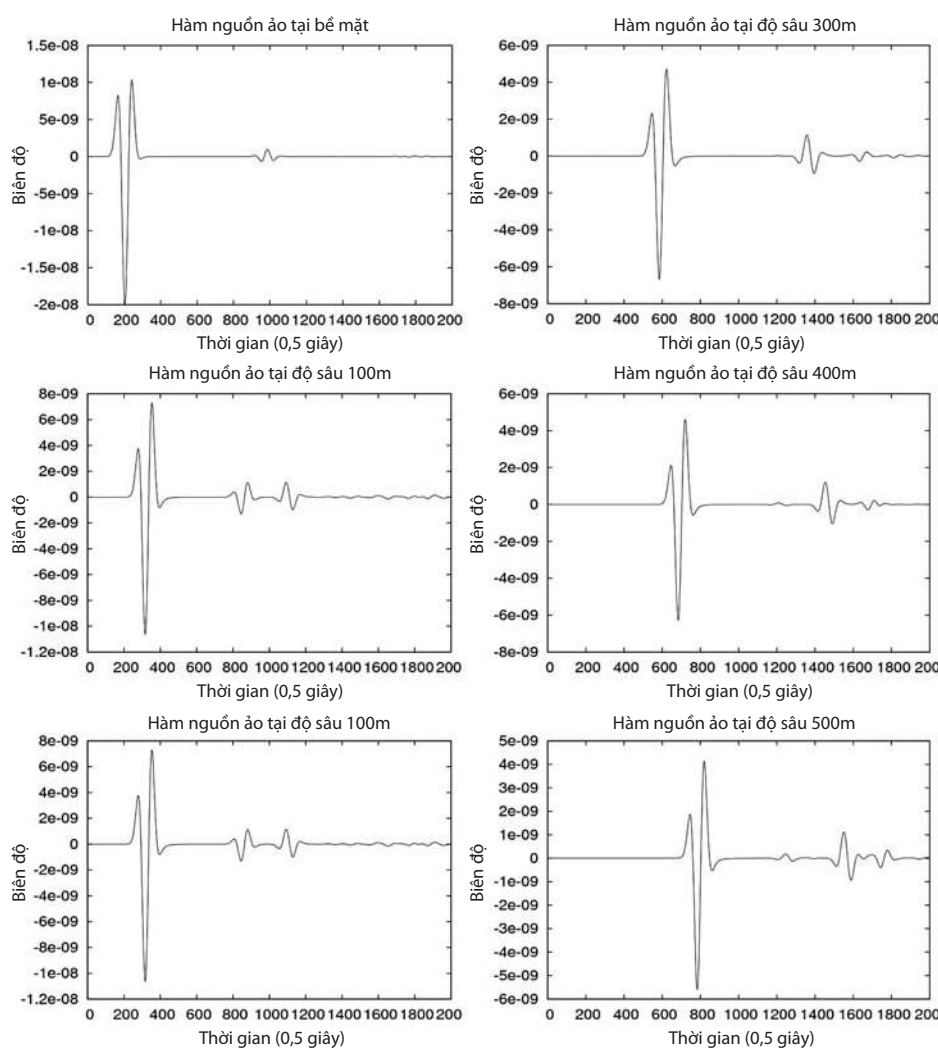 Hàm nguồn ảo tại bề mặt
1.5e-08
1e-08
5e-09
0
-5e-09
-1e-08
-1.5e-08
-2e-08
Biên độ
0 200 400 600 800 1000 1200 1400 1600 1800 200
Thời gian (0,5 giây)
Hàm nguồn ảo tại độ sâu 300m
6e-09
4e-09
2e-09
0
-2e-09
-4e-09
-6e-09
-8e-09
Biên độ
0 200 400 600 800 1000 1200 1400 1600 1800 200
Thời gian (0,5 giây)
Hàm nguồn ảo tại độ sâu 100m
8e-09
6e-09
4e-09
2e-09
0
-2e-09
-4e-09
-6e-09
-8e-09
-1e-08
-1.2e-08
Biên độ
0 200 400 600 800 1000 1200 1400 1600 1800 200
Thời gian (0,5 giây)
Hàm nguồn ảo tại độ sâu 400m
6e-09
4e-09
2e-09
0
-2e-09
-4e-09
-6e-09
-8e-09
Biên độ
0 200 400 600 800 1000 1200 1400 1600 1800 200
Thời gian (0,5 giây)
Hàm nguồn ảo tại độ sâu 100m
8e-09
6e-09
4e-09
2e-09
0
-2e-09
-4e-09
-6e-09
-8e-09
-1e-08
-1.2e-08
Biên độ
0 200 400 600 800 1000 1200 1400 1600 1800 200
Thời gian (0,5 giây)
Hàm nguồn ảo tại độ sâu 500m
5e-09
4e-09
3e-09
2e-09
1e-09
0
-1e-09
-2e-09
-3e-09
-4e-09
-5e-09
-6e-09
Biên độ
0 200 400 600 800 1000 1200 1400 1600 1800 200
Thời gian (0,5 giây)